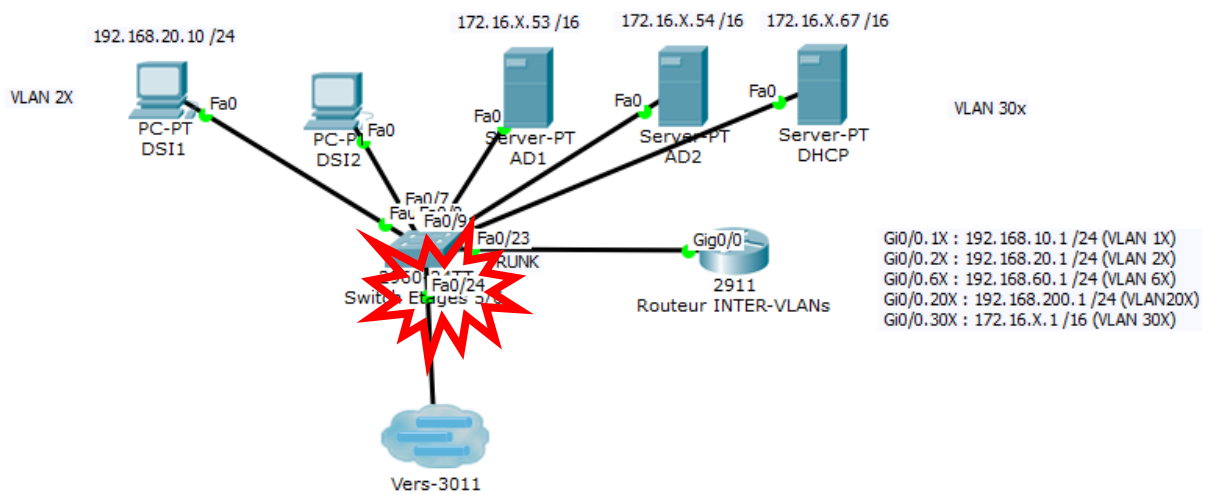 172.16.X.53 /16
172.16.X.54 /16
172.16.X.67 /16
192.168.20.10 /24
VLAN 2X
VLAN 30x
Fa0
Fa0
Fa0
Fa0
Fa0
PC-PT
DSI1
DSI2
Server-PT
AD1
Server-PT
AD2
Server-PT
DHCP
Fa0/7
Fa0/9
Fa0/23
Gig0/0
Fa0/24
Switch Etages
2911
Routeur INTER-VLANs
Gi0/0.1X : 192.168.10.1 /24 (VLAN 1X)
Gi0/0.2X : 192.168.20.1 /24 (VLAN 2X)
Gi0/0.6X : 192.168.60.1 /24 (VLAN 6X)
Gi0/0.20X : 192.168.200.1 /24 (VLAN20X)
Gi0/0.30X : 172.16.X.1 /16 (VLAN 30X)
Vers-3011